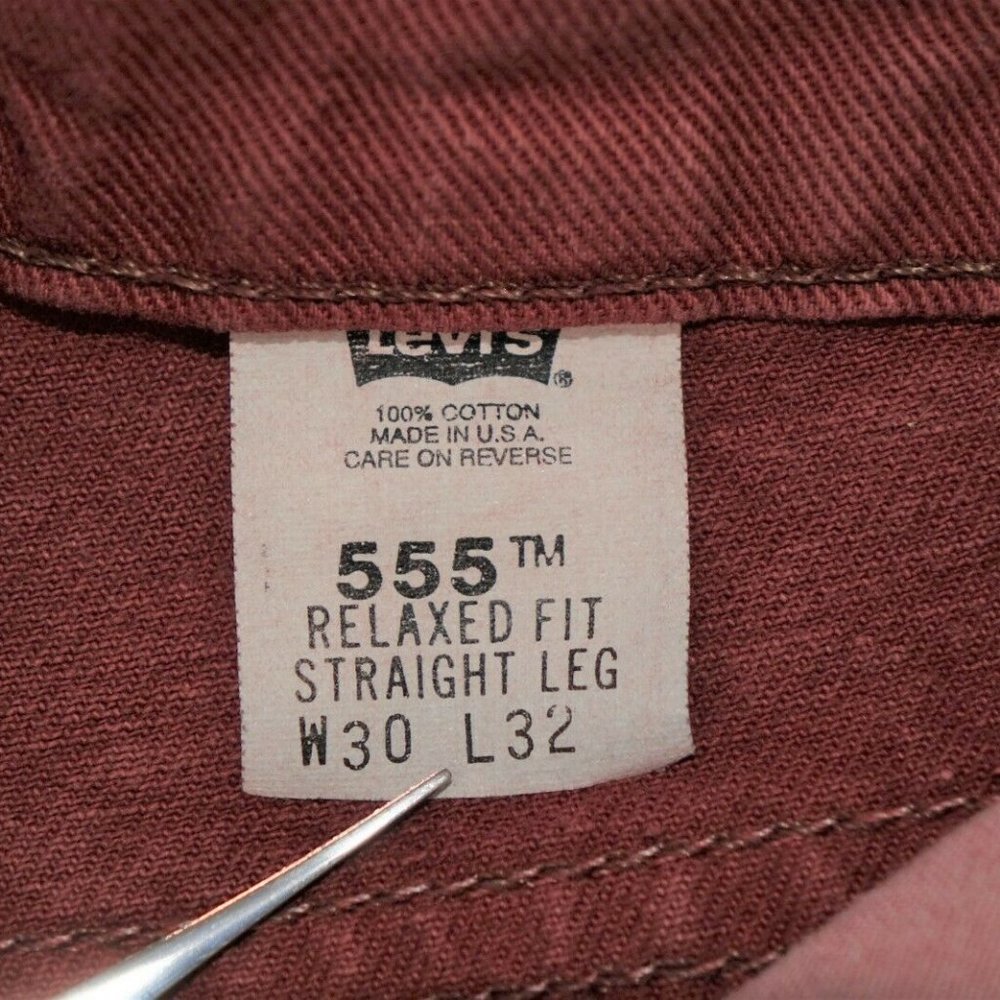 Levi's ®
100% COTTON
MADE IN U.S.A.
CARE ON REVERSE
555™
RELAXED FIT
STRAIGHT LEG
W30 L32